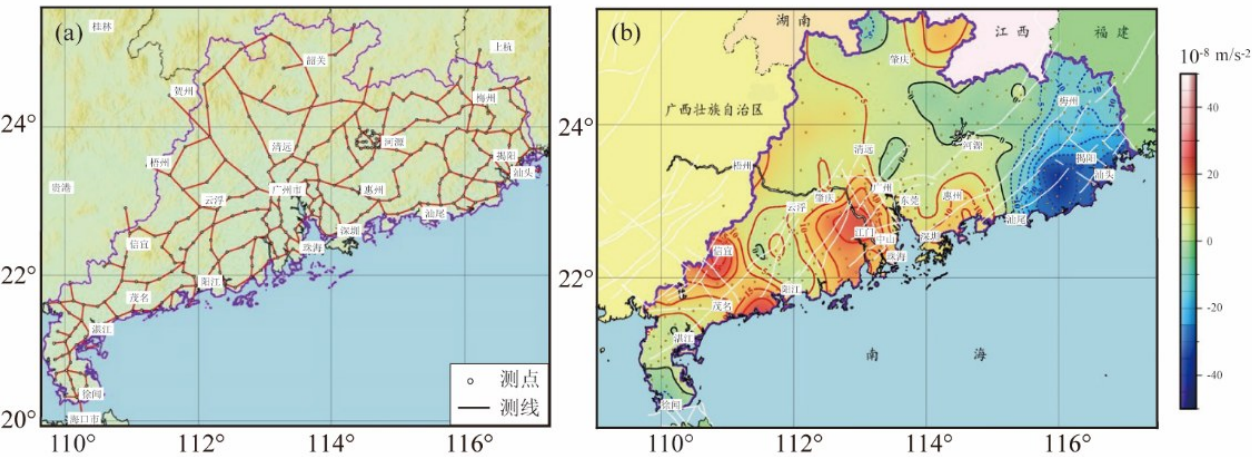 (a)
桂林
上杭
韶关
贺州
梅州
24°
河源
清远
梧州
揭阳
汕头
贵港
广州市
惠州
云浮
汕尾
信宜
深圳
珠海
22°
阳江
茂名
湛江
测点
测线
徐闻
海口市
20°
110°
112°
114°
116°
(b)
湖南
江西
福建
10-8 m/s-2
肇庆
40
广西壮族自治区
梅州
24°
河源
清远
揭阳
梧州
汕头
20
广州
惠州
肇庆
东莞
云浮
汕尾
江门
中山
深圳
0
信宜
珠海
22°
阳江
茂名
-20
湛江
南海
-40
徐闻
110°
112°
114°
116°